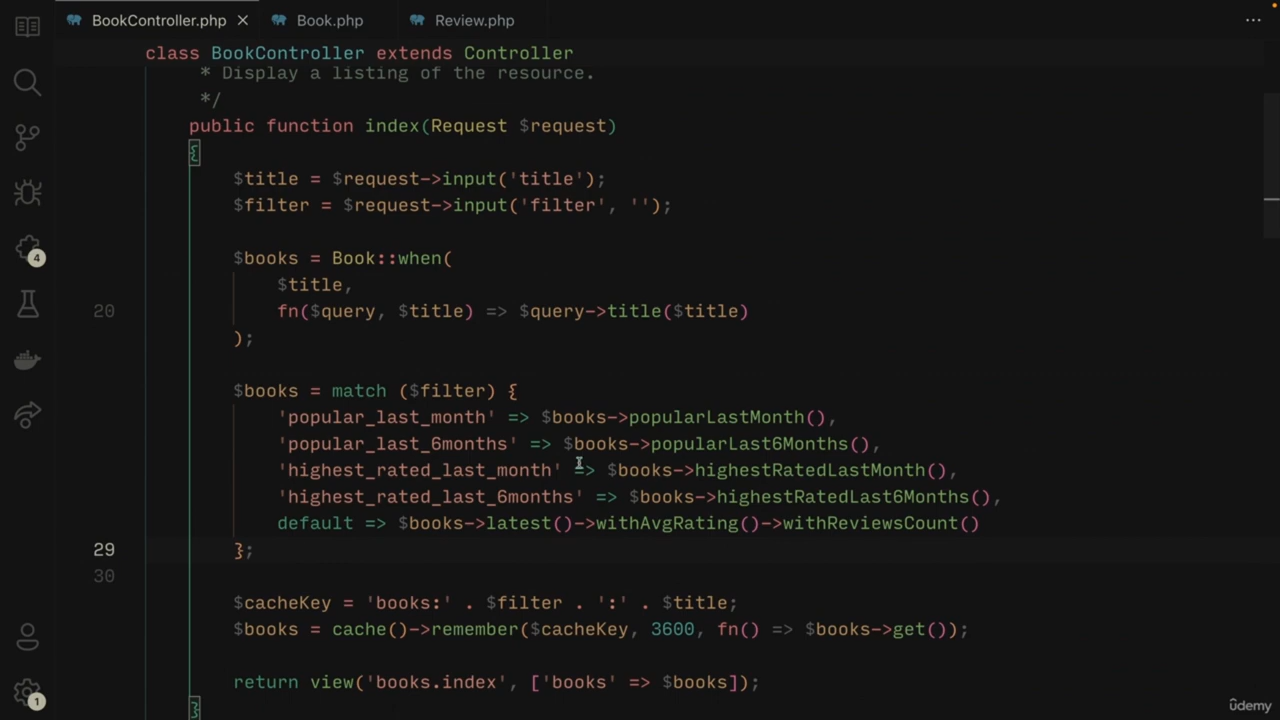 BookController.php
Book.php
Review.php
class BookController extends Controller
* Display a listing of the resource.
*/
public function index(Request $request)
{
$title = $request->input('title');
$filter = $request->input('filter', '');
$books = Book::when(
$title,
20 fn($query, $title) => $query->title($title)
);
$books = match ($filter) {
'popular_last_month' => $books->popularLastMonth(),
'popular_last_6months' => $books->popularLast6Months(),
'highest_rated_last_month' => $books->highestRatedLastMonth(),
'highest_rated_last_6months' => $books->highestRatedLast6Months(),
default => $books->latest()->withAvgRating()->withReviewsCount()
29 };
30
$cacheKey = 'books:' . $filter . ':' . $title;
$books = cache()->remember($cacheKey, 3600, fn() => $books->get());
return view('books.index', ['books' => $books]);
}
4
1
udemy